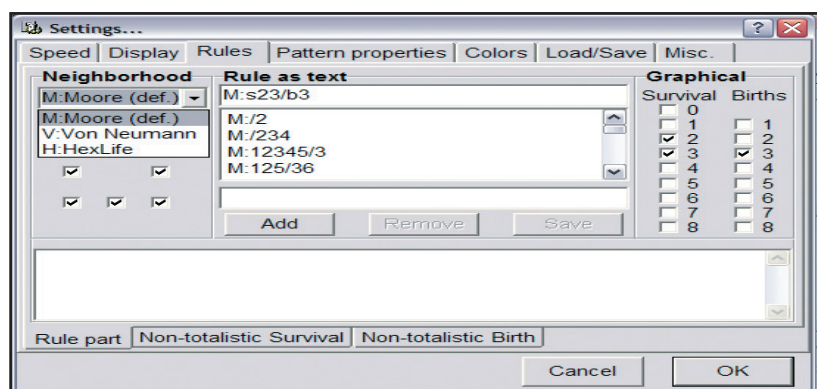 Settings...
Speed Display Rules Pattern properties Colors Load/Save Misc.
Neighborhood
M:Moore (def.)
M:Moore (def.)
V:Von Neumann
H:HexLife
Rule as text
M:s23/b3
M:/2
M:/234
M:12345/3
M:125/36
Add Remove Save
Graphical
Survival Births
0
1 1
2 2
3 3
4 4
5 5
6 6
7 7
8 8
Rule part Non-totalistic Survival Non-totalistic Birth
Cancel OK